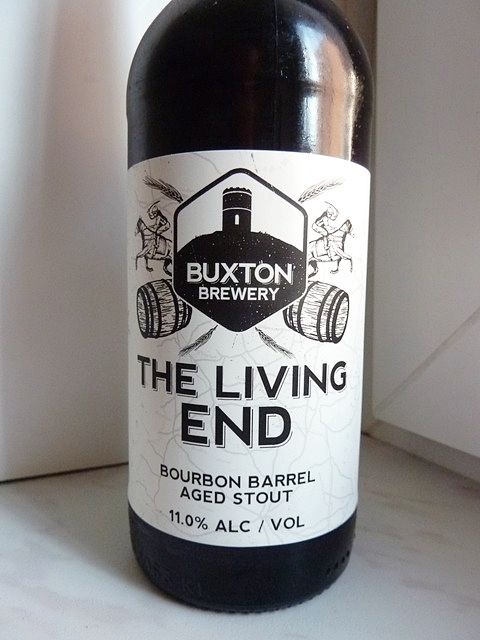 BUXTON
BREWERY
THE LIVING
END
BOURBON BARREL
AGED STOUT
11.0% ALC / VOL